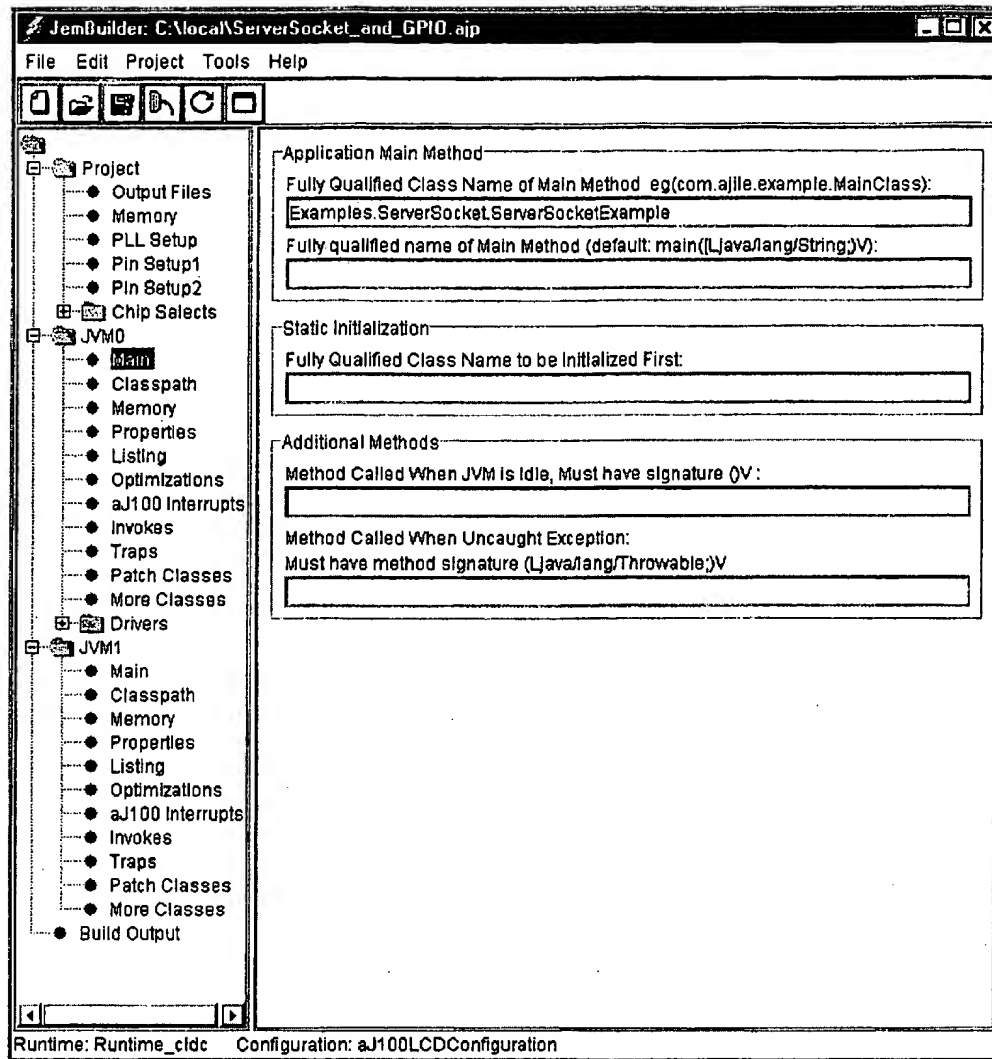 JemBuilder: C:\local\ServerSocket_and_GPIO.ajp
File Edit Project Tools Help
Project
Output Files
Memory
PLL Setup
Pin Setup1
Pin Setup2
Chip Selects
JVM0
Main
Classpath
Memory
Properties
Listing
Optimizations
aJ100 Interrupts
Invokes
Traps
Patch Classes
More Classes
Drivers
JVM1
Main
Classpath
Memory
Properties
Listing
Optimizations
aJ100 Interrupts
Invokes
Traps
Patch Classes
More Classes
Build Output
Application Main Method
Fully Qualified Class Name of Main Method eg(com.ajile.example.MainClass):
Examples.ServerSocket.ServerSocketExample
Fully qualified name of Main Method (default: main([Ljava/lang/String;)V):
Static Initialization
Fully Qualified Class Name to be Initialized First:
Additional Methods
Method Called When JVM is Idle, Must have signature ()V :
Method Called When Uncaught Exception:
Must have method signature (Ljava/lang/Throwable;)V
Runtime: Runtime_cldc Configuration: aJ100LCDConfiguration